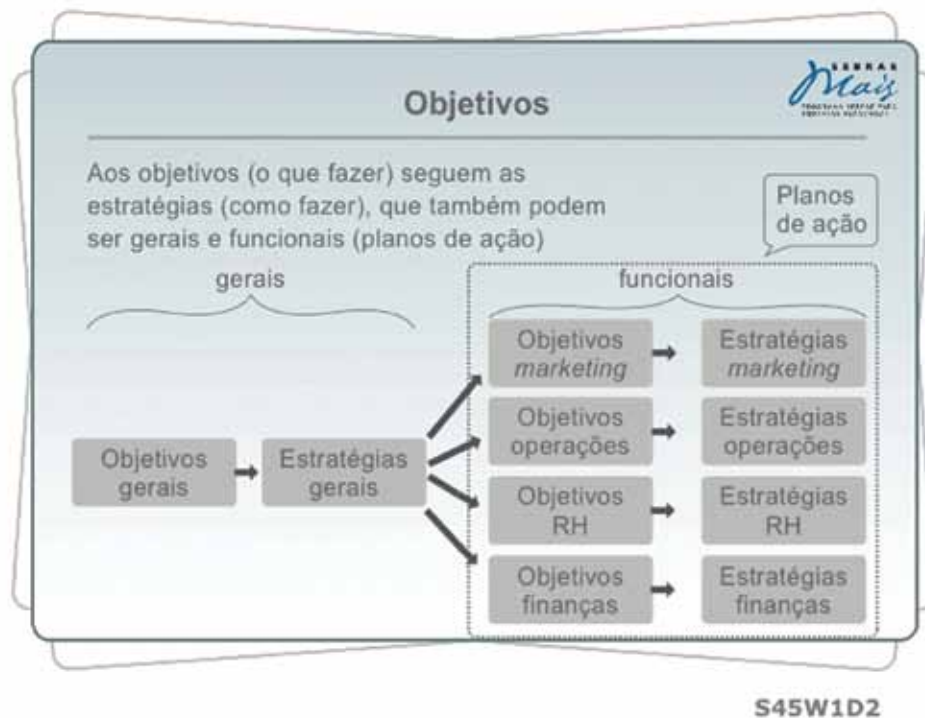 SEBRAE
Mais
Objetivos
Aos objetivos (o que fazer) seguem as
estratégias (como fazer), que também podem
ser gerais e funcionais (planos de ação)
Planos
de ação
gerais
funcionais
Objetivos
gerais
Estratégias
gerais
Objetivos
marketing
Estratégias
marketing
Objetivos
operações
Estratégias
operações
Objetivos
RH
Estratégias
RH
Objetivos
finanças
Estratégias
finanças
S45W1D2